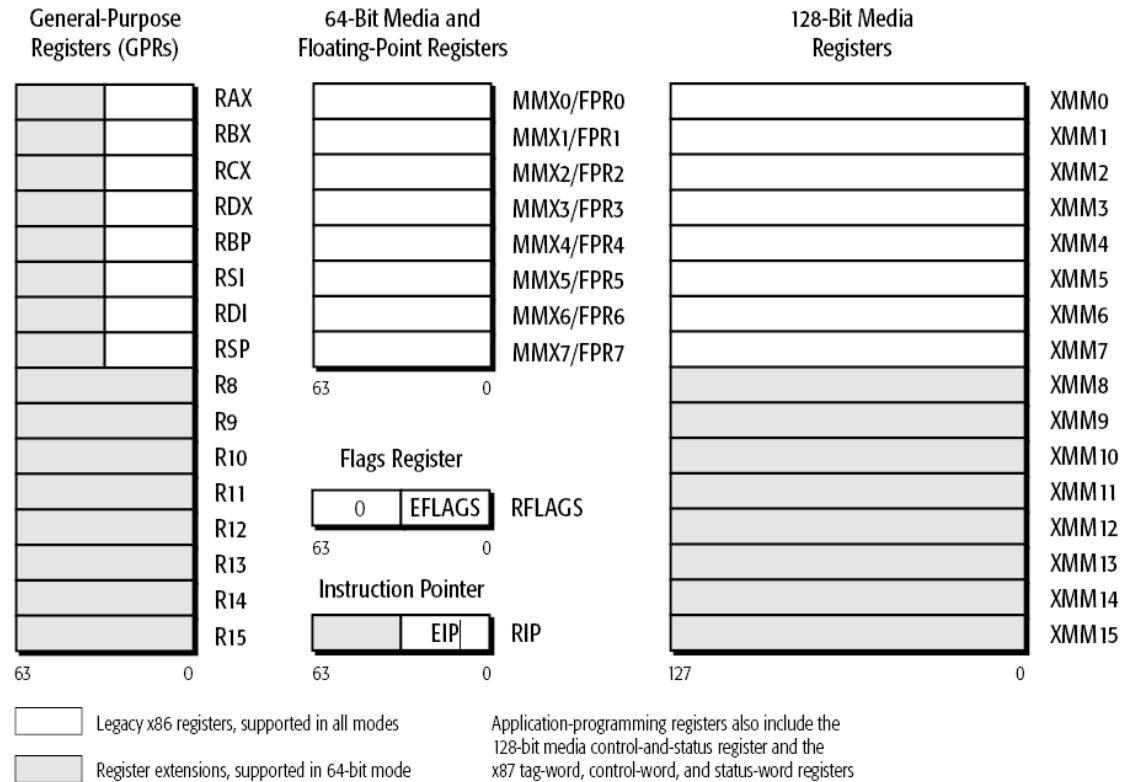 General-Purpose
Registers (GPRs)
RAX
RBX
RCX
RDX
RBP
RSI
RDI
RSP
R8
R9
R10
R11
R12
R13
R14
R15
63 0
64-Bit Media and
Floating-Point Registers
MMX0/FPR0
MMX1/FPR1
MMX2/FPR2
MMX3/FPR3
MMX4/FPR4
MMX5/FPR5
MMX6/FPR6
MMX7/FPR7
63 0
Flags Register
0 EFLAGS RFLAGS
63 0
Instruction Pointer
EIP RIP
63 0
128-Bit Media
Registers
XMM0
XMM1
XMM2
XMM3
XMM4
XMM5
XMM6
XMM7
XMM8
XMM9
XMM10
XMM11
XMM12
XMM13
XMM14
XMM15
127 0
Legacy x86 registers, supported in all modes
Register extensions, supported in 64-bit mode
Application-programming registers also include the
128-bit media control-and-status register and the
x87 tag-word, control-word, and status-word registers